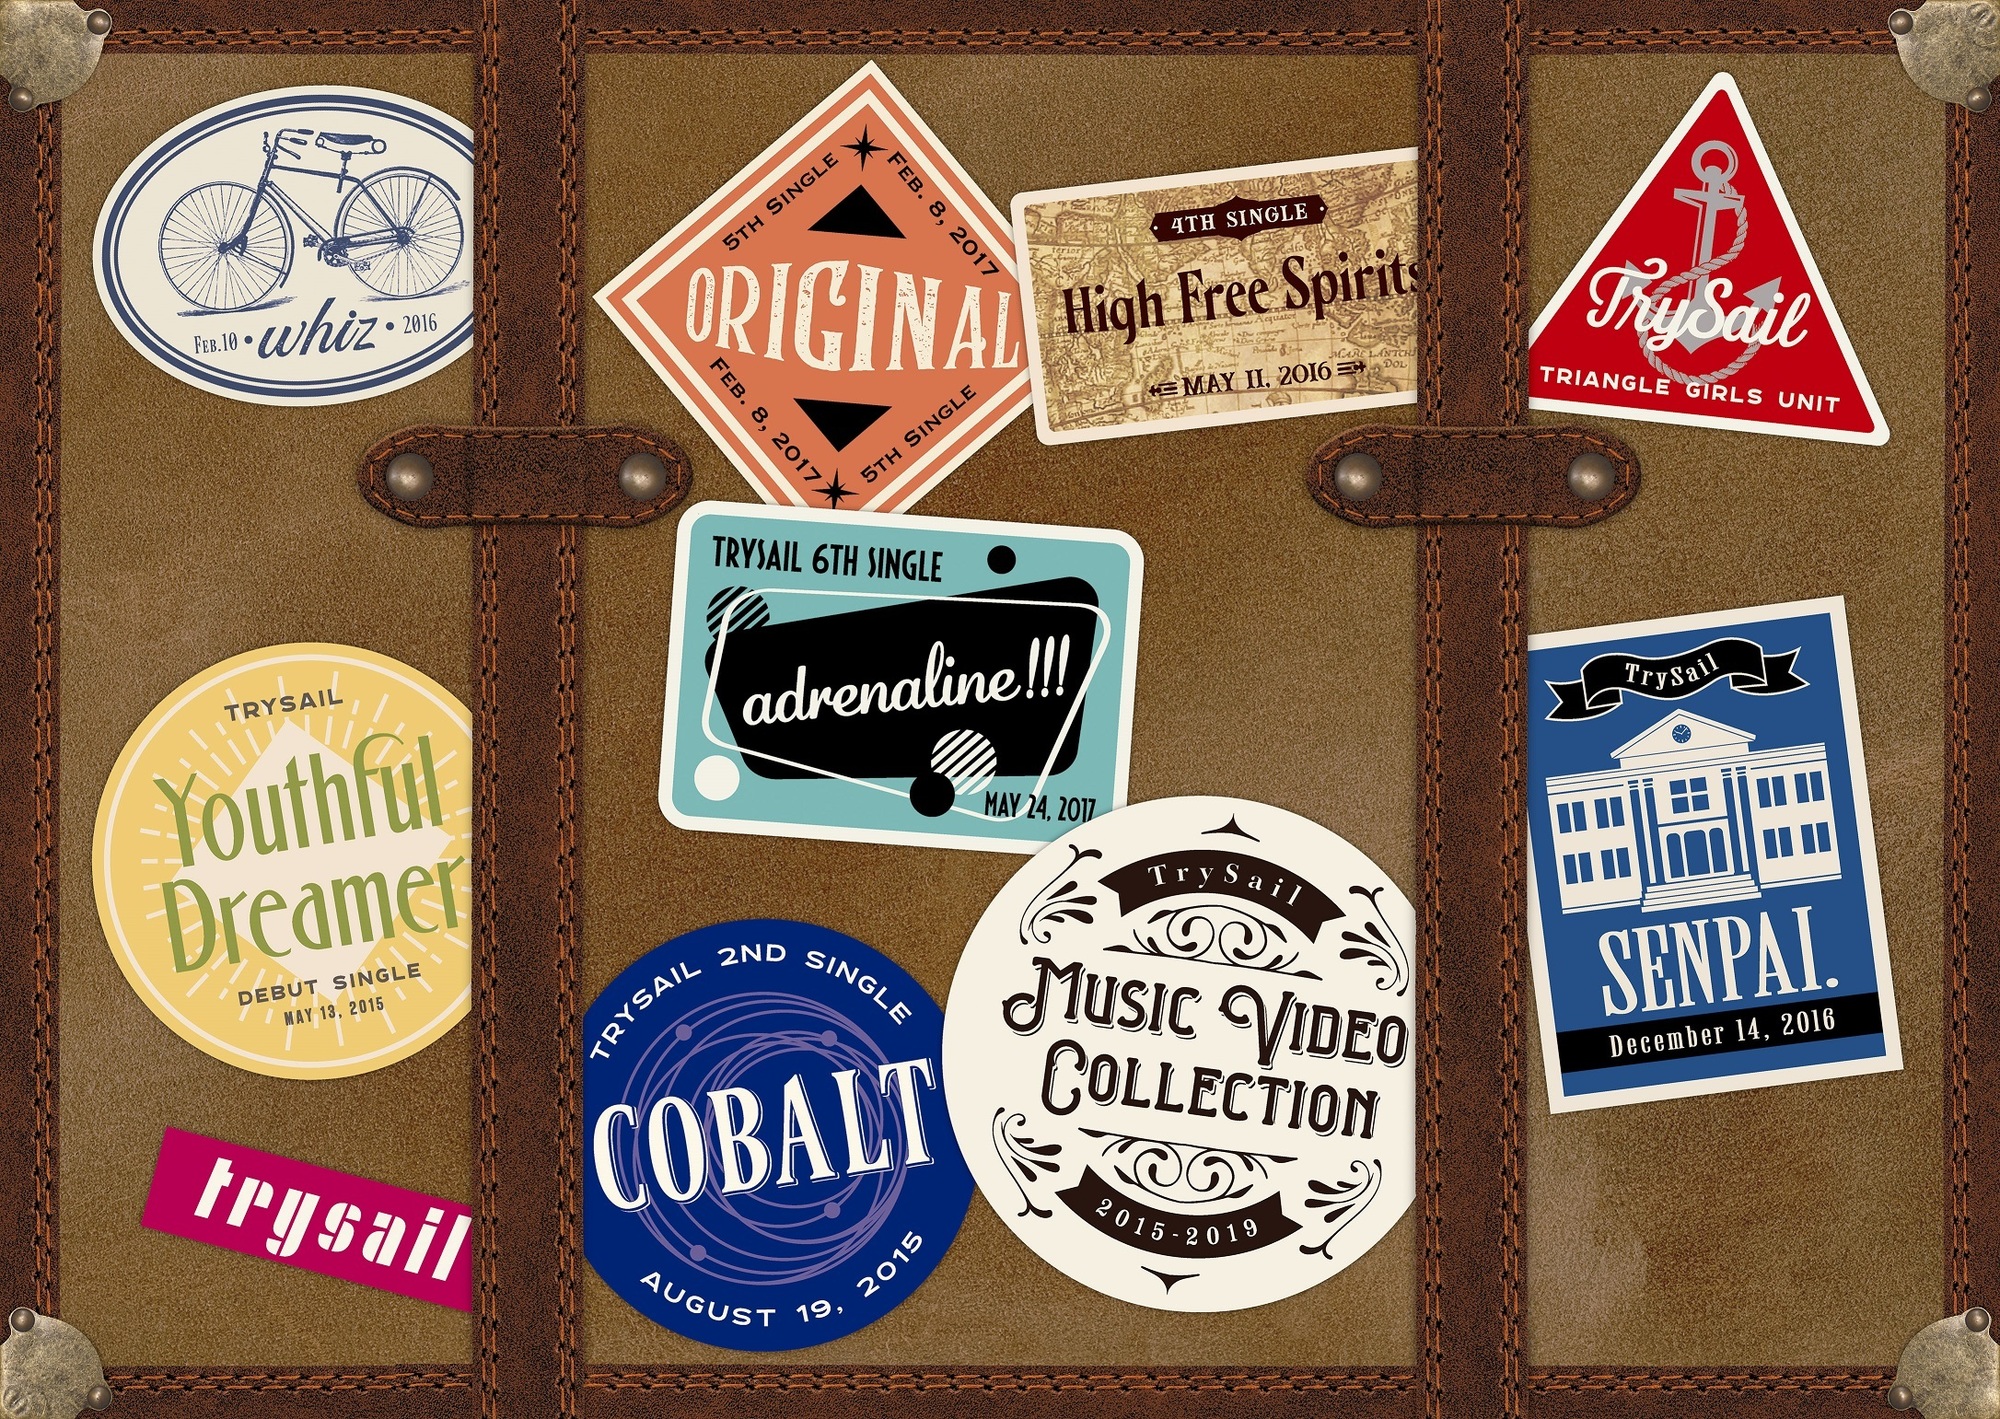 FEB.10 • whiz • 2016
5TH SINGLE
FEB. 8, 2017
ORIGINAL
FEB. 8, 2017
5TH SINGLE
4TH SINGLE
High Free Spirits
MAY 11, 2016
TrySail
TRIANGLE GIRLS UNIT
TRYSAIL 6TH SINGLE
adrenaline!!!
MAY 24, 2017
TRYSAIL
Youthful
Dreamer
DEBUT SINGLE
MAY 13, 2015
TrySail
SENPAI.
December 14, 2016
TrySail
MUSIC VIDEO
COLLECTION
2015-2019
TRYSAIL 2ND SINGLE
COBALT
AUGUST 19, 2015
trysail